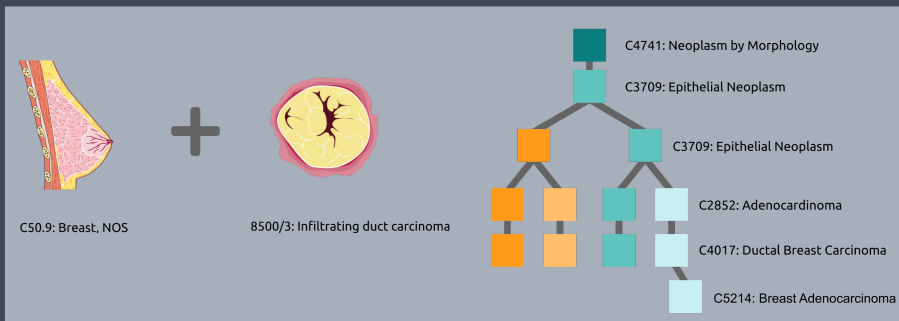 C4741: Neoplasm by Morphology
C3709: Epithelial Neoplasm
C3709: Epithelial Neoplasm
C2852: Adenocardinoma
C4017: Ductal Breast Carcinoma
C5214: Breast Adenocarcinoma
C50.9: Breast, NOS
8500/3: Infiltrating duct carcinoma